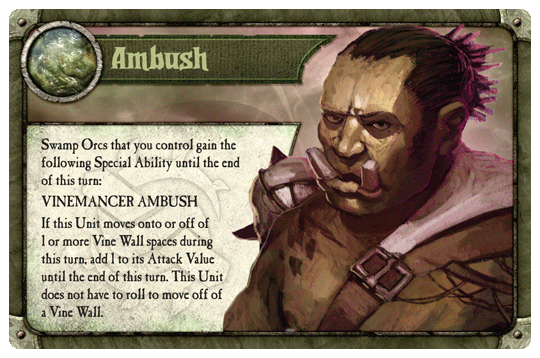 Ambush
Swamp Orcs that you control gain the
following Special Ability until the end
of this turn:
VINEMANCER AMBUSH
If this Unit moves onto or off of
1 or more Vine Wall spaces during
this turn, add 1 to its Attack Value
until the end of this turn. This Unit
does not have to roll to move off of
a Vine Wall.